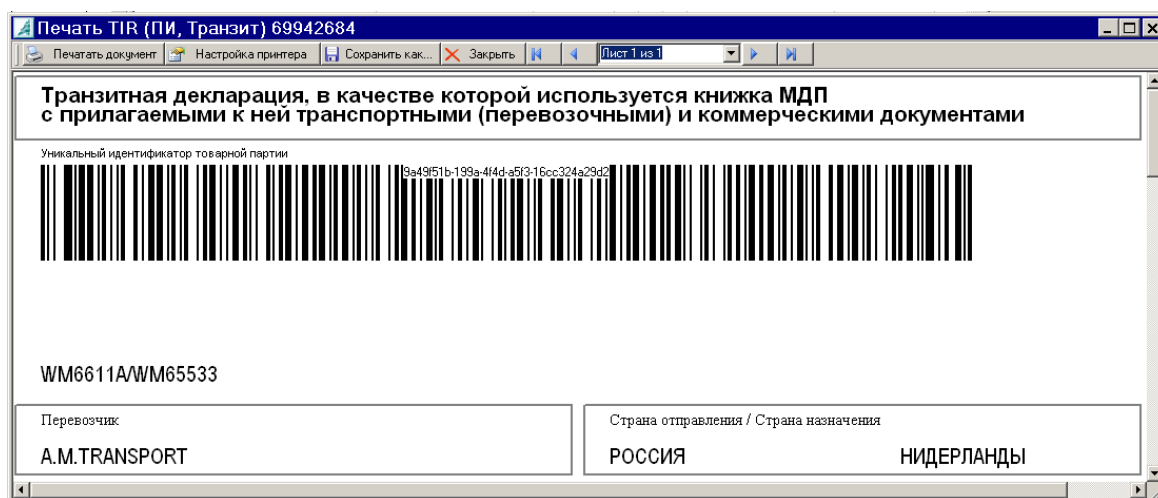 Печать TIR (ПИ, Транзит) 69942684
Печатать документ Настройка принтера Сохранить как... Закрыть Лист 1 из 1
Транзитная декларация, в качестве которой используется книжка МДП
с прилагаемыми к ней транспортными (перевозочными) и коммерческими документами
Уникальный идентификатор товарной партии
9a49f51b-199a-4f4d-a5f3-16cc324a29d2
WM6611A/WM65533
Перевозчик
A.M.TRANSPORT
Страна отправления / Страна назначения
РОССИЯ НИДЕРЛАНДЫ